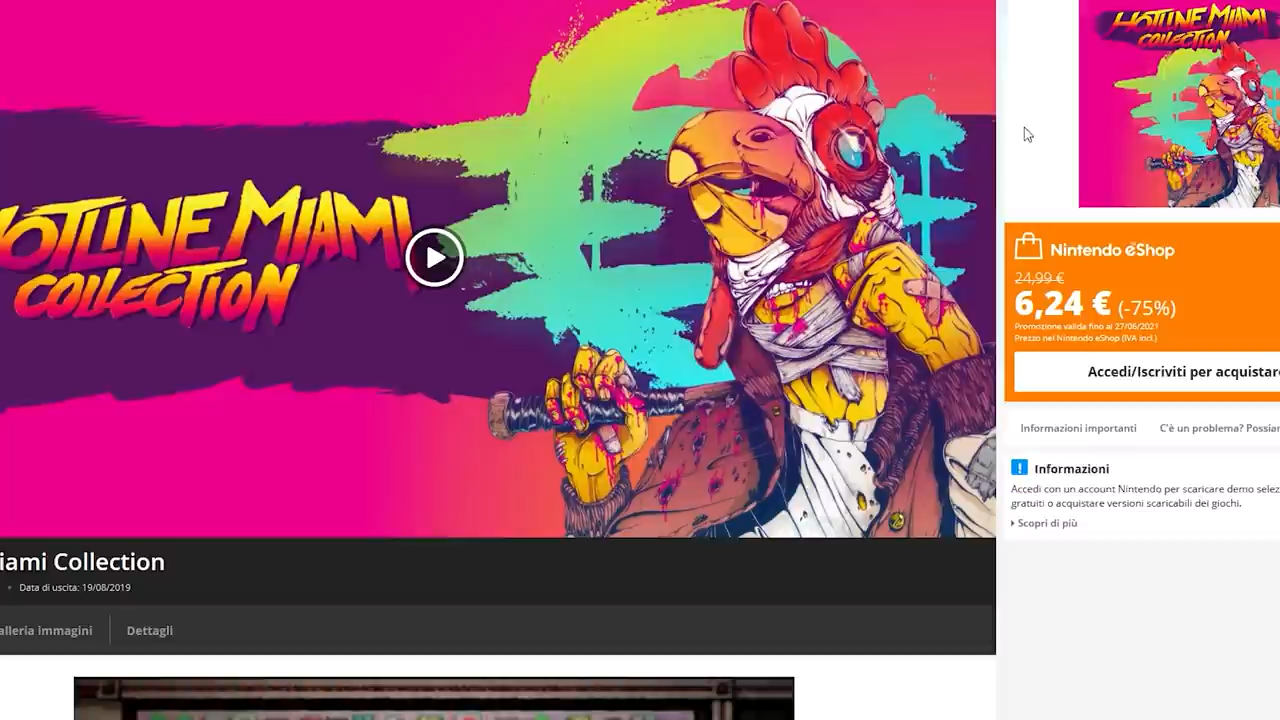 HOTLINE MIAMI
COLLECTION
HOTLINE MIAMI
COLLECTION
Nintendo eShop
24,99 €
6,24 € (-75%)
Promozione valida fino al 27/06/2021
Prezzo nel Nintendo eShop (IVA incl.)
Accedi/Iscriviti per acquistare
Informazioni importanti
C'è un problema? Possiam
Informazioni
Accedi con un account Nintendo per scaricare demo selez
gratuiti o acquistare versioni scaricabili dei giochi.
Scopri di più
iami Collection
Data di uscita: 19/08/2019
alleria immagini
Dettagli